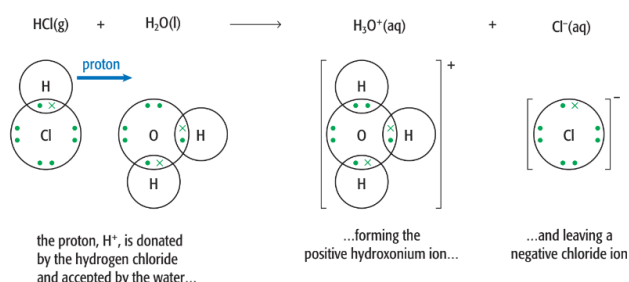 HCl(g) + H₂O(l) ⟶ H₃O⁺(aq) + Cl⁻(aq)
proton
H
Cl
O H
H
H
O H
H
+
Cl
−
the proton, H⁺, is donated
by the hydrogen chloride
and accepted by the water...
...forming the
positive hydroxonium ion...
...and leaving a
negative chloride ion